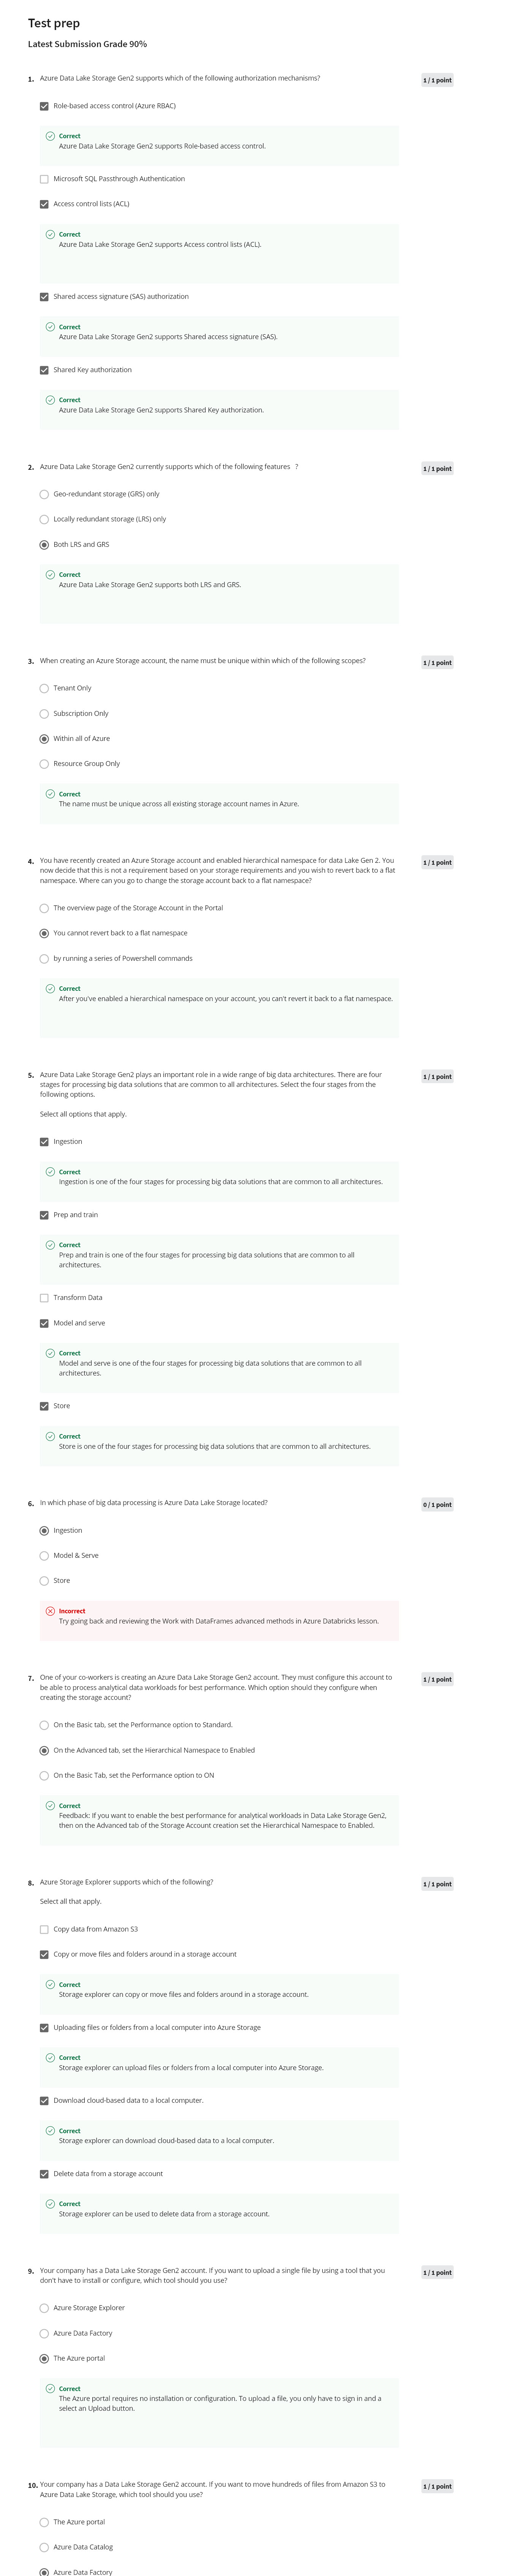 Test prep
Latest Submission Grade 90%
1. Azure Data Lake Storage Gen2 supports which of the following authorization mechanisms?
1 / 1 point
Role-based access control (Azure RBAC)
Correct
Azure Data Lake Storage Gen2 supports Role-based access control.
Microsoft SQL Passthrough Authentication
Access control lists (ACL)
Correct
Azure Data Lake Storage Gen2 supports Access control lists (ACL).
Shared access signature (SAS) authorization
Correct
Azure Data Lake Storage Gen2 supports Shared access signature (SAS).
Shared Key authorization
Correct
Azure Data Lake Storage Gen2 supports Shared Key authorization.
2. Azure Data Lake Storage Gen2 currently supports which of the following features ?
1 / 1 point
Geo-redundant storage (GRS) only
Locally redundant storage (LRS) only
Both LRS and GRS
Correct
Azure Data Lake Storage Gen2 supports both LRS and GRS.
3. When creating an Azure Storage account, the name must be unique within which of the following scopes?
1 / 1 point
Tenant Only
Subscription Only
Within all of Azure
Resource Group Only
Correct
The name must be unique across all existing storage account names in Azure.
4. You have recently created an Azure Storage account and enabled hierarchical namespace for data Lake Gen 2. You
now decide that this is not a requirement based on your storage requirements and you wish to revert back to a flat
namespace. Where can you go to change the storage account back to a flat namespace?
1 / 1 point
The overview page of the Storage Account in the Portal
You cannot revert back to a flat namespace
by running a series of Powershell commands
Correct
After you've enabled a hierarchical namespace on your account, you can't revert it back to a flat namespace.
5. Azure Data Lake Storage Gen2 plays an important role in a wide range of big data architectures. There are four
stages for processing big data solutions that are common to all architectures. Select the four stages from the
following options.
1 / 1 point
Select all options that apply.
Ingestion
Correct
Ingestion is one of the four stages for processing big data solutions that are common to all architectures.
Prep and train
Correct
Prep and train is one of the four stages for processing big data solutions that are common to all
architectures.
Transform Data
Model and serve
Correct
Model and serve is one of the four stages for processing big data solutions that are common to all
architectures.
Store
Correct
Store is one of the four stages for processing big data solutions that are common to all architectures.
6. In which phase of big data processing is Azure Data Lake Storage located?
0 / 1 point
Ingestion
Model & Serve
Store
Incorrect
Try going back and reviewing the Work with DataFrames advanced methods in Azure Databricks lesson.
7. One of your co-workers is creating an Azure Data Lake Storage Gen2 account. They must configure this account to
be able to process analytical data workloads for best performance. Which option should they configure when
creating the storage account?
1 / 1 point
On the Basic tab, set the Performance option to Standard.
On the Advanced tab, set the Hierarchical Namespace to Enabled
On the Basic Tab, set the Performance option to ON
Correct
Feedback: If you want to enable the best performance for analytical workloads in Data Lake Storage Gen2,
then on the Advanced tab of the Storage Account creation set the Hierarchical Namespace to Enabled.
8. Azure Storage Explorer supports which of the following?
1 / 1 point
Select all that apply.
Copy data from Amazon S3
Copy or move files and folders around in a storage account
Correct
Storage explorer can copy or move files and folders around in a storage account.
Uploading files or folders from a local computer into Azure Storage
Correct
Storage explorer can upload files or folders from a local computer into Azure Storage.
Download cloud-based data to a local computer.
Correct
Storage explorer can download cloud-based data to a local computer.
Delete data from a storage account
Correct
Storage explorer can be used to delete data from a storage account.
9. Your company has a Data Lake Storage Gen2 account. If you want to upload a single file by using a tool that you
don't have to install or configure, which tool should you use?
1 / 1 point
Azure Storage Explorer
Azure Data Factory
The Azure portal
Correct
The Azure portal requires no installation or configuration. To upload a file, you only have to sign in and a
select an Upload button.
10. Your company has a Data Lake Storage Gen2 account. If you want to move hundreds of files from Amazon S3 to
Azure Data Lake Storage, which tool should you use?
1 / 1 point
The Azure portal
Azure Data Catalog
Azure Data Factory